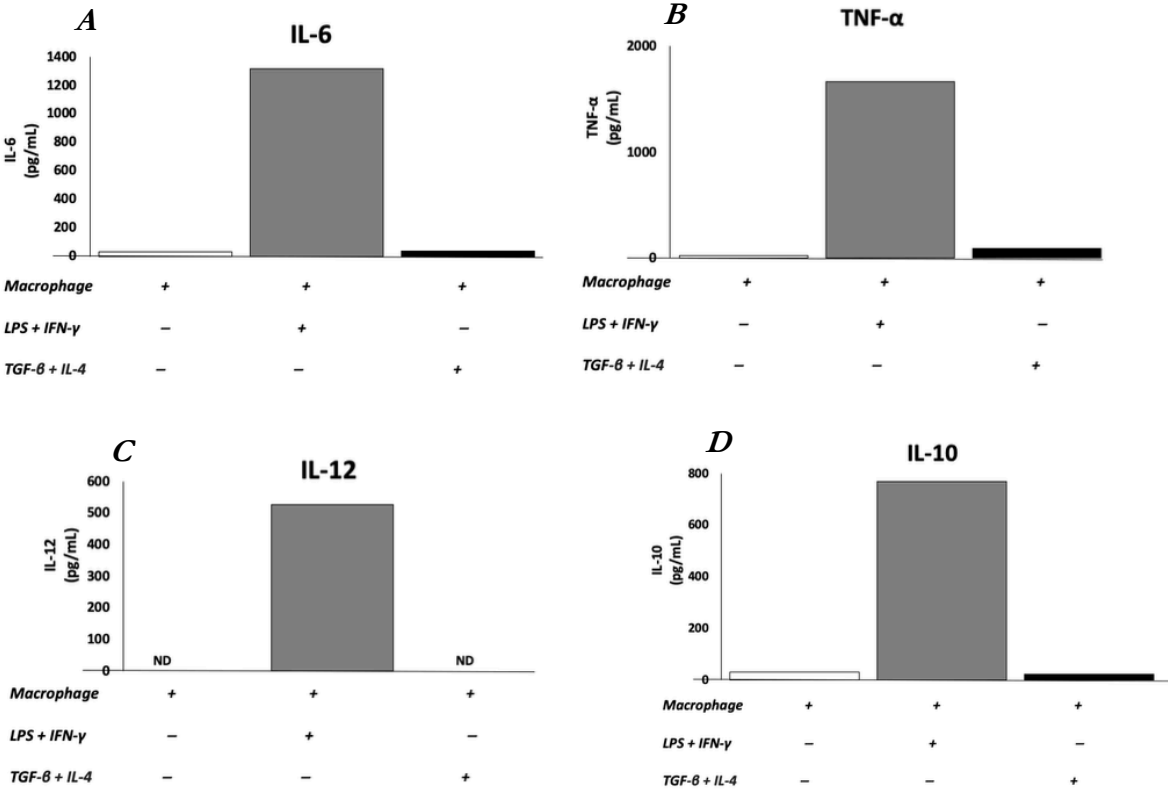 A
IL-6
IL-6
(pg/mL)
1400
1200
1000
800
600
400
200
0
Macrophage + + +
LPS + IFN-γ – + –
TGF-β + IL-4 – – +
B
TNF-α
TNF-α
(pg/mL)
2000
1000
0
Macrophage + + +
LPS + IFN-γ – + –
TGF-β + IL-4 – – +
C
IL-12
IL-12
(pg/mL)
600
500
400
300
200
100
0
ND ND
Macrophage + + +
LPS + IFN-γ – + –
TGF-β + IL-4 – – +
D
IL-10
IL-10
(pg/mL)
800
600
400
200
0
Macrophage + + +
LPS + IFN-γ – + –
TGF-β + IL-4 – – +